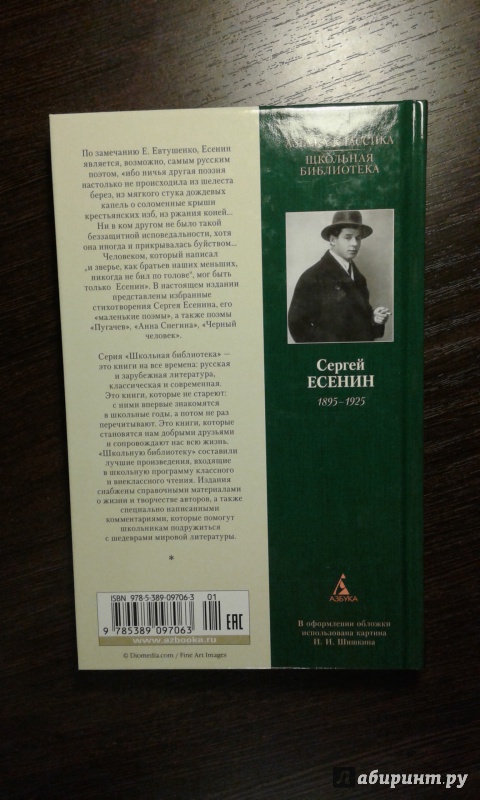 По замечанию Е. Евтушенко, Есенин
является, возможно, самым русским
поэтом, «ибо ничья другая поэзия
настолько не происходила из шелеста
берез, из мягкого стука дождевых
капель о соломенные крыши
крестьянских изб, из ржания коней...
Ни в ком другом не было такой
беззащитной исповедальности, хотя
она иногда и прикрывалась буйством...
Человеком, который написал
„и зверье, как братьев наших меньших,
никогда не бил по голове", мог быть
только Есенин». В настоящем издании
представлены избранные
стихотворения Сергея Есенина, его
«маленькие поэмы», а также поэмы
«Пугачев», «Анна Снегина», «Черный
человек».
Серия «Школьная библиотека» —
это книги на все времена: русская
и зарубежная литература,
классическая и современная.
Это книги, которые не стареют:
с ними впервые знакомятся
в школьные годы, а потом не раз
перечитывают. Это книги, которые
становятся нам добрыми друзьями
и сопровождают нас всю жизнь.
«Школьную библиотеку» составили
лучшие произведения, входящие
в школьную программу классного
и внеклассного чтения. Издания
снабжены справочными материалами
о жизни и творчестве авторов, а также
специально написанными
комментариями, которые помогут
школьникам подружиться
с шедеврами мировой литературы.
*
ISBN 978-5-389-09706-3 01
9 785389 097063
EAC
www.azbooka.ru
© Diomedia.com / Fine Art Images
ШКОЛЬНАЯ
БИБЛИОТЕКА
Сергей
ЕСЕНИН
1895–1925
АЗБУКА
В оформлении обложки
использована картина
И. И. Шишкина
Лабиринт.ру